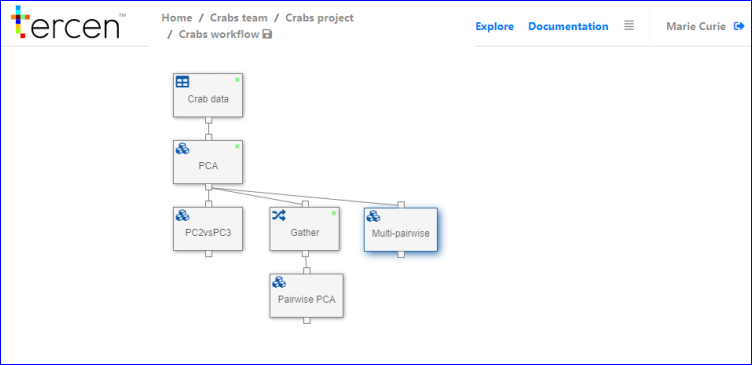 tercen™
Home / Crabs team / Crabs project
/ Crabs workflow
Explore Documentation Marie Curie
Crab data
PCA
PC2vsPC3 Gather Multi-pairwise
Pairwise PCA